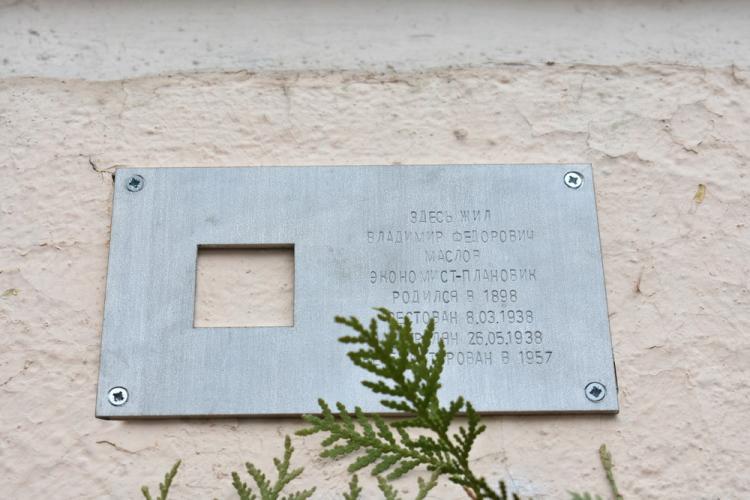 ЗДЕСЬ ЖИЛ
ВЛАДИМИР ФЕДОРОВИЧ
МАСЛОВ
ЭКОНОМИСТ-ПЛАНОВИК
РОДИЛСЯ В 1898
8.03.1938
26.05.1938
В 1957